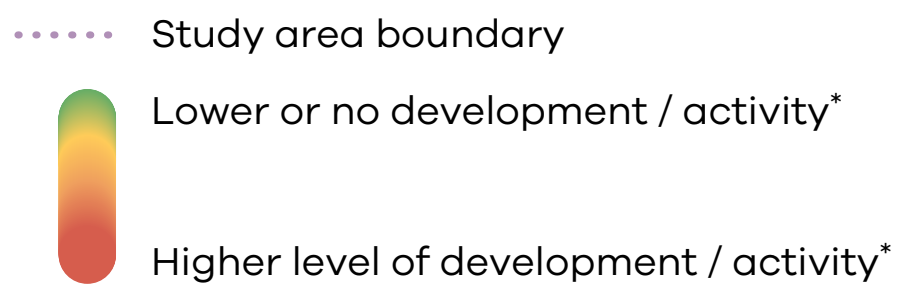 Study area boundary
Lower or no development / activity*
Higher level of development / activity*